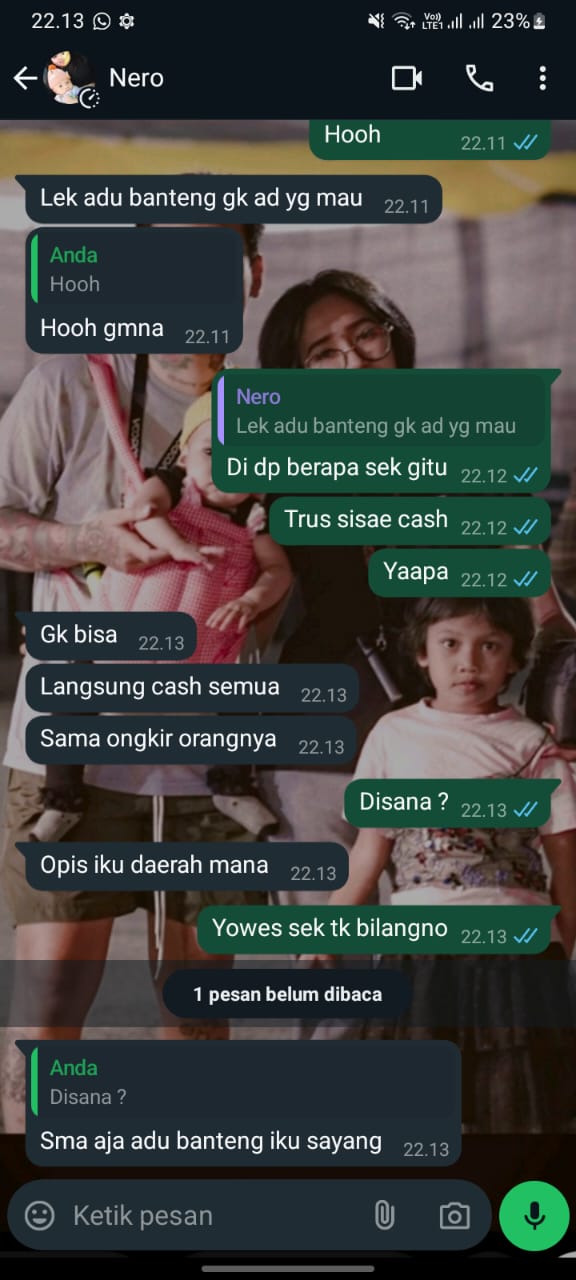 22.13
Vo)) LTE1 23%
Nero
Hooh 22.11
Lek adu banteng gk ad yg mau 22.11
Anda
Hooh
Hooh gmna 22.11
Nero
Lek adu banteng gk ad yg mau
Di dp berapa sek gitu 22.12
Trus sisae cash 22.12
Yaapa 22.12
Gk bisa 22.13
Langsung cash semua 22.13
Sama ongkir orangnya 22.13
Disana ? 22.13
Opis iku daerah mana 22.13
Yowes sek tk bilangno 22.13
1 pesan belum dibaca
Anda
Disana ?
Sma aja adu banteng iku sayang 22.13
Ketik pesan